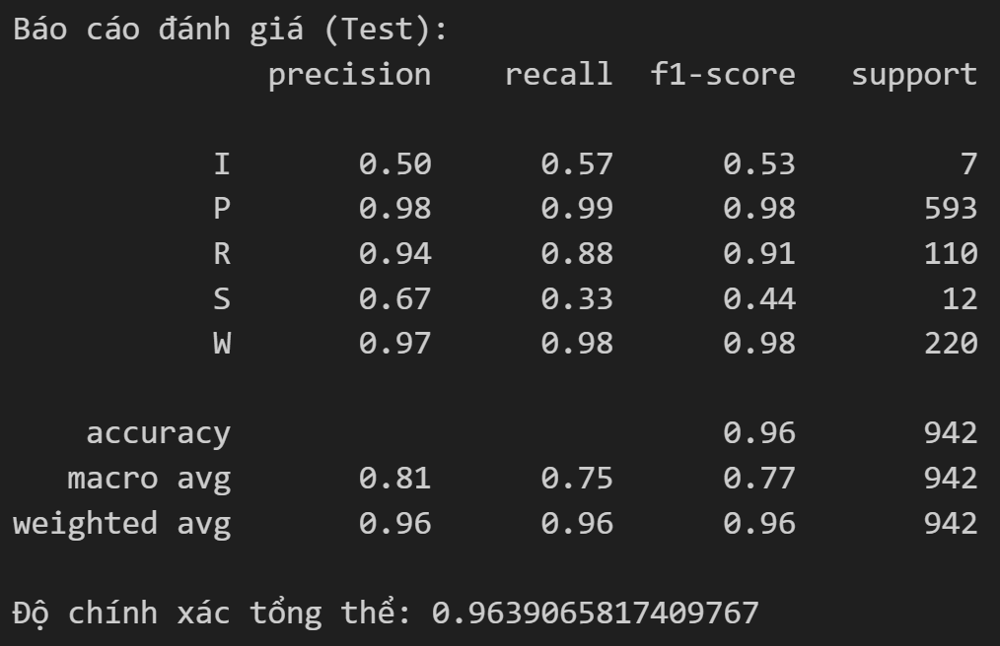 Báo cáo đánh giá (Test):
precision recall f1-score support
I 0.50 0.57 0.53 7
P 0.98 0.99 0.98 593
R 0.94 0.88 0.91 110
S 0.67 0.33 0.44 12
W 0.97 0.98 0.98 220
accuracy 0.96 942
macro avg 0.81 0.75 0.77 942
weighted avg 0.96 0.96 0.96 942
Độ chính xác tổng thể: 0.9639065817409767